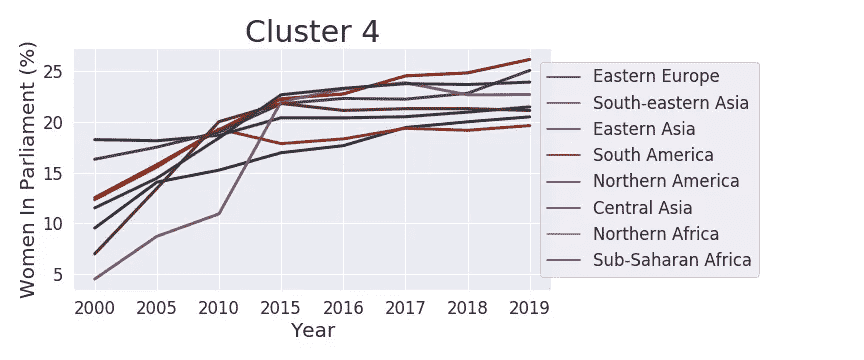 Cluster 4
Women In Parliament (%)
25
20
15
10
5
2000 2005 2010 2015 2016 2017 2018 2019
Year
Eastern Europe
South-eastern Asia
Eastern Asia
South America
Northern America
Central Asia
Northern Africa
Sub-Saharan Africa